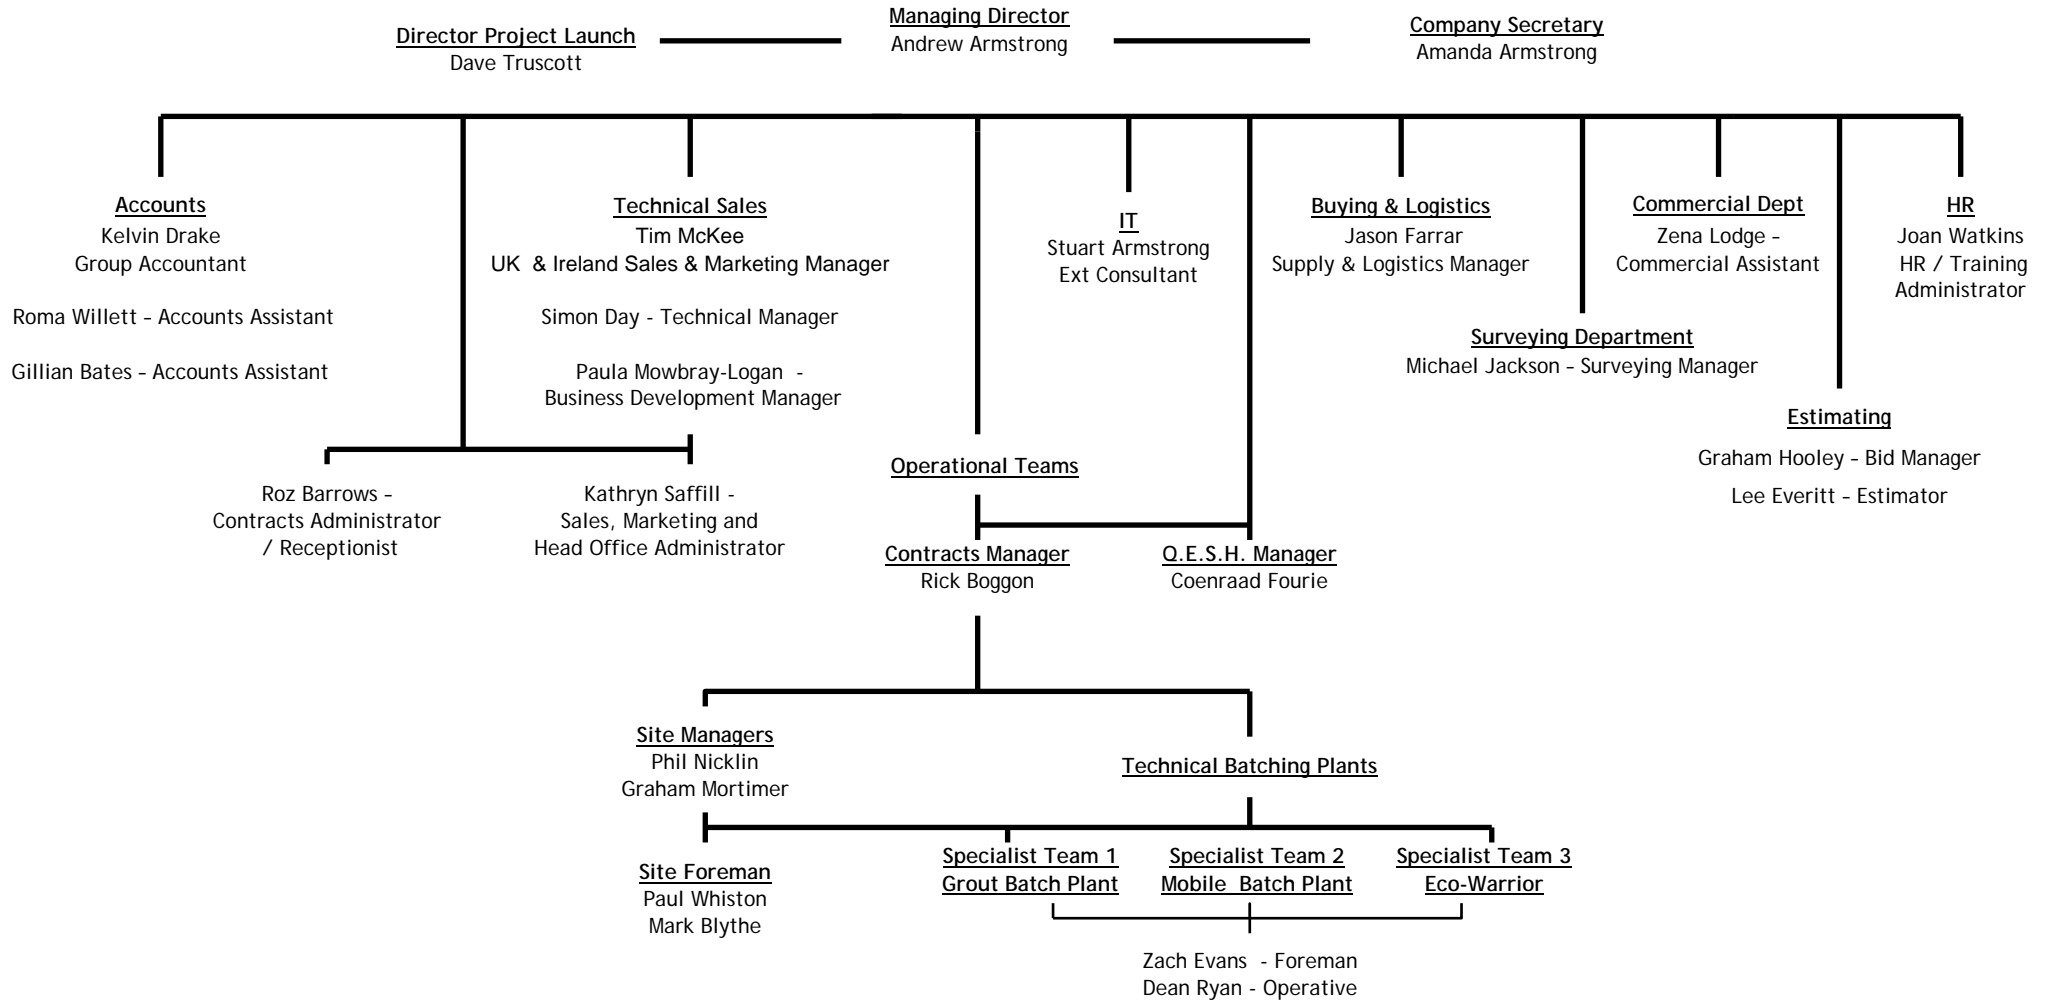 Managing Director
Andrew Armstrong
Director Project Launch
Dave Truscott
Company Secretary
Amanda Armstrong
Accounts
Kelvin Drake
Group Accountant
Roma Willett – Accounts Assistant
Gillian Bates – Accounts Assistant
Technical Sales
Tim McKee
UK & Ireland Sales & Marketing Manager
Simon Day - Technical Manager
Paula Mowbray-Logan -
Business Development Manager
IT
Stuart Armstrong
Ext Consultant
Buying & Logistics
Jason Farrar
Supply & Logistics Manager
Commercial Dept
Zena Lodge –
Commercial Assistant
HR
Joan Watkins
HR / Training
Administrator
Surveying Department
Michael Jackson – Surveying Manager
Estimating
Graham Hooley – Bid Manager
Lee Everitt – Estimator
Roz Barrows –
Contracts Administrator
/ Receptionist
Kathryn Saffill -
Sales, Marketing and
Head Office Administrator
Operational Teams
Contracts Manager
Rick Boggon
Q.E.S.H. Manager
Coenraad Fourie
Site Managers
Phil Nicklin
Graham Mortimer
Technical Batching Plants
Site Foreman
Paul Whiston
Mark Blythe
Specialist Team 1
Grout Batch Plant
Specialist Team 2
Mobile Batch Plant
Specialist Team 3
Eco-Warrior
Zach Evans - Foreman
Dean Ryan - Operative